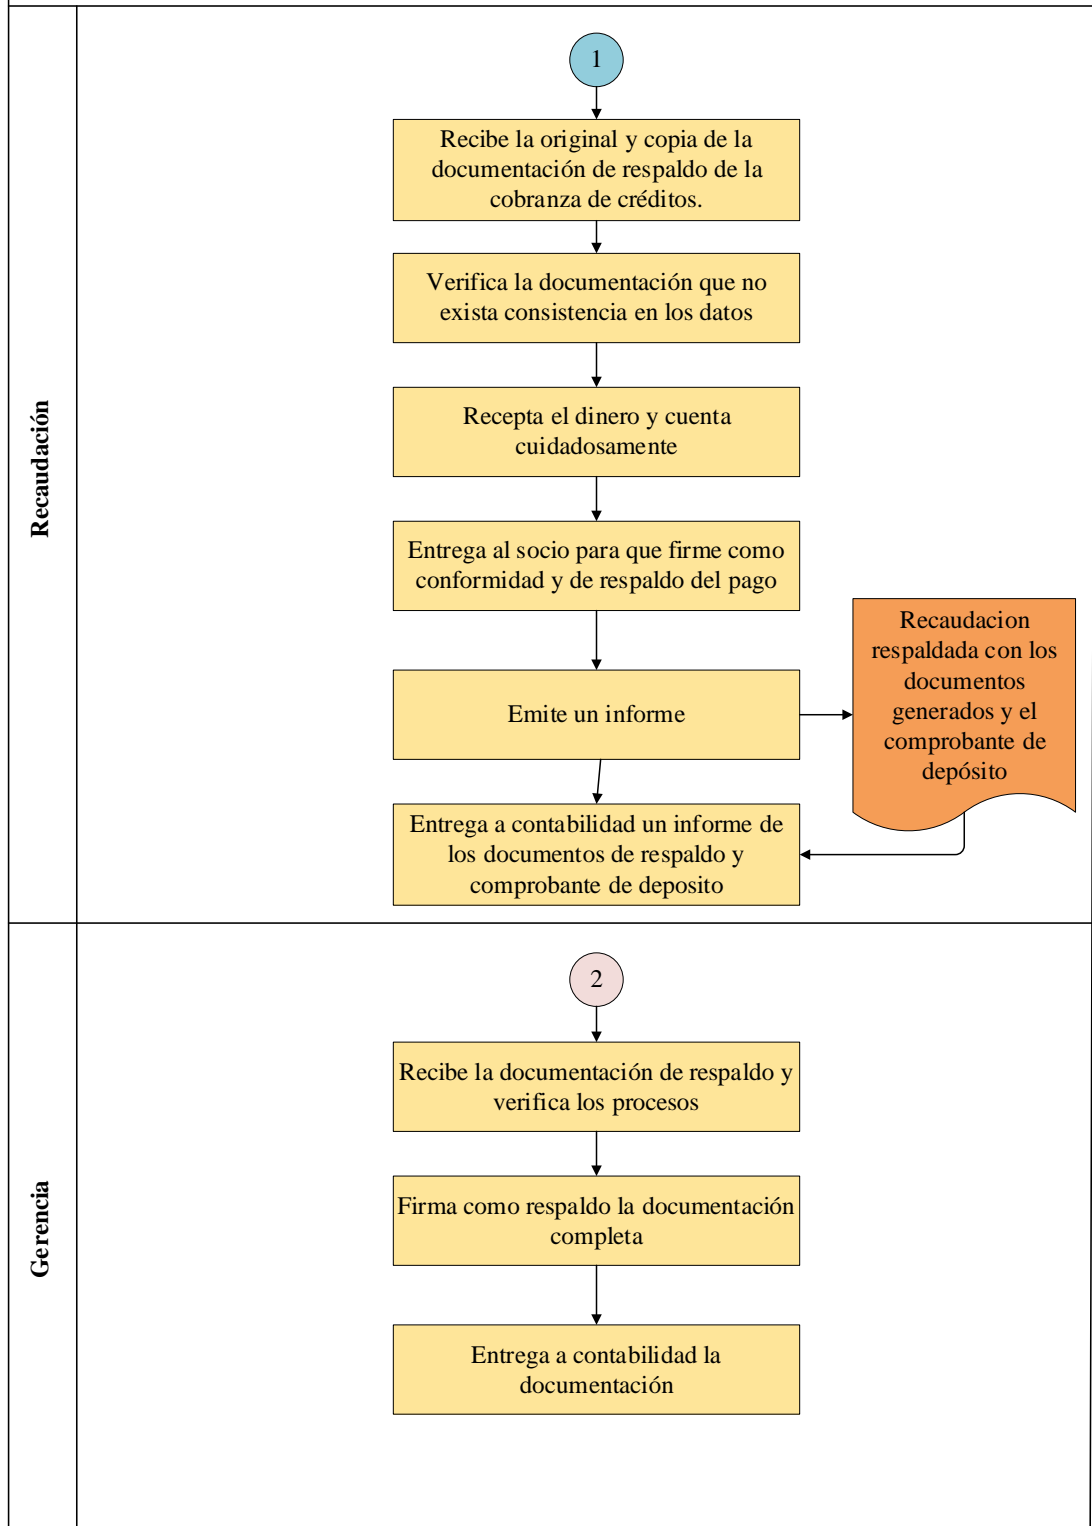 Recaudación
1
Recibe la original y copia de la
documentación de respaldo de la
cobranza de créditos.
Verifica la documentación que no
exista consistencia en los datos
Recepta el dinero y cuenta
cuidadosamente
Entrega al socio para que firme como
conformidad y de respaldo del pago
Emite un informe
Recaudacion
respaldada con los
documentos
generados y el
comprobante de
depósito
Entrega a contabilidad un informe de
los documentos de respaldo y
comprobante de deposito
Gerencia
2
Recibe la documentación de respaldo y
verifica los procesos
Firma como respaldo la documentación
completa
Entrega a contabilidad la
documentación